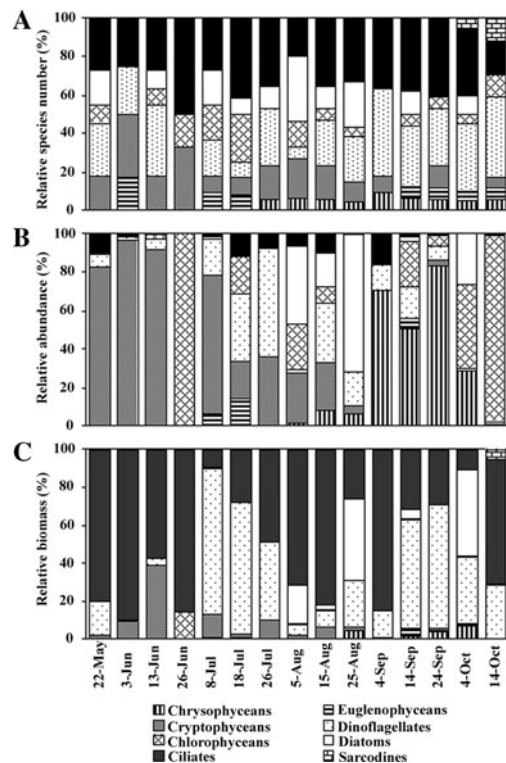 A
Relative species number (%)
100
80
60
40
20
0
B
Relative abundance (%)
100
80
60
40
20
0
C
Relative biomass (%)
100
80
60
40
20
0
22-May
3-Jun
13-Jun
26-Jun
8-Jul
18-Jul
26-Jul
5-Aug
15-Aug
25-Aug
4-Sep
14-Sep
24-Sep
4-Oct
14-Oct
Chrysophyceans
Cryptophyceans
Chlorophyceans
Ciliates
Euglenophyceans
Dinoflagellates
Diatoms
Sarcodines